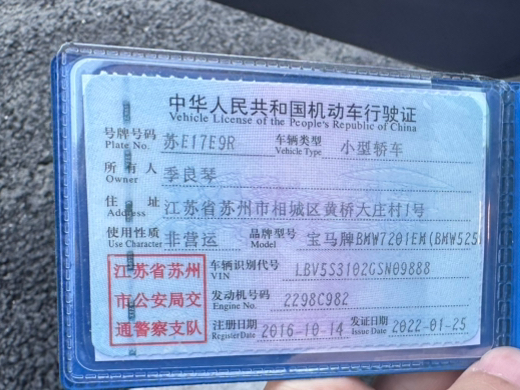 中华人民共和国机动车行驶证
Vehicle License of the People's Republic of China
号牌号码 苏E17E9R 车辆类型 小型轿车
Plate No. Vehicle Type
所有人 季良琴
Owner
住址 江苏省苏州市相城区黄桥大庄村1号
Address
使用性质 非营运 品牌型号 宝马牌BMW7201EM(BMW525
Use Character Model
江苏省苏州
市公安局交
通警察支队
车辆识别代号 LBV5S3102GSN09888
VIN
发动机号码 2298C982
Engine No.
注册日期 2016-10-14 发证日期 2022-01-25
Register Date Issue Date